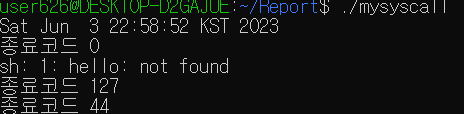 user626@DESKTOP-D2GAJUE:~/Report$ ./mysyscall
Sat Jun  3 22:58:52 KST 2023
종료코드 0
sh: 1: hello: not found
종료코드 127
종료코드 44